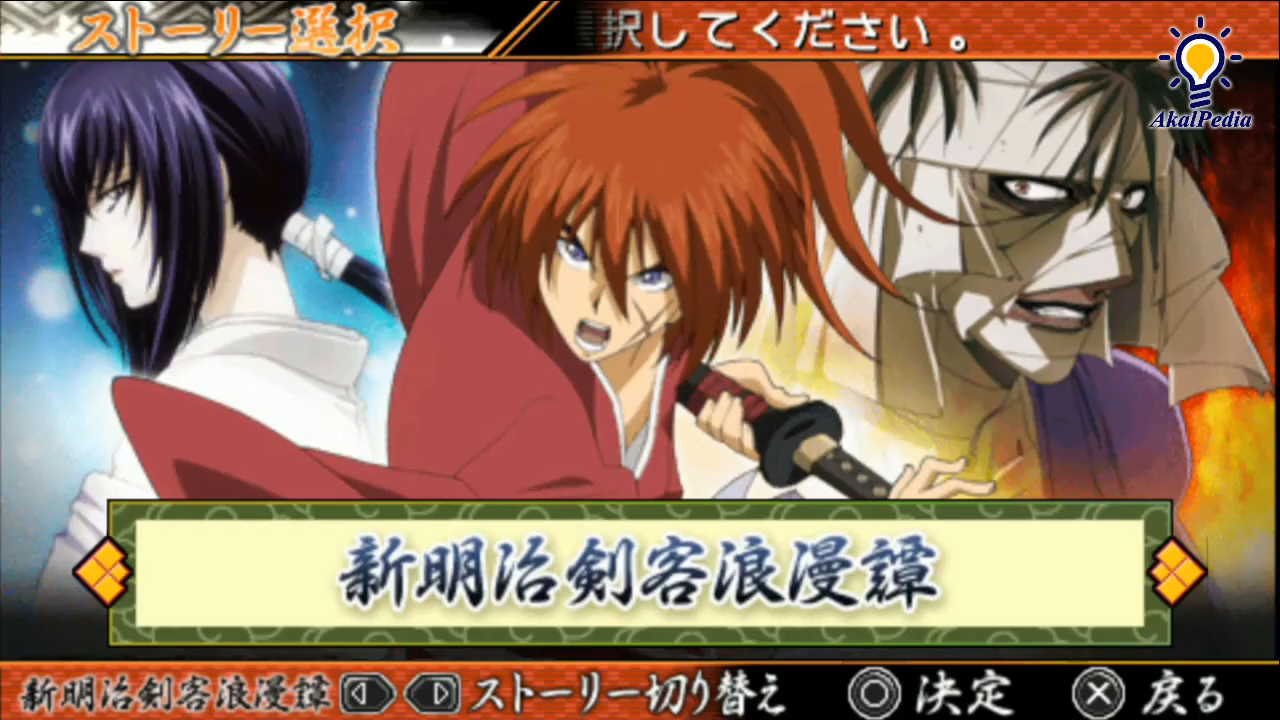 ストーリー選択
択してください。
AkalPedia
新明治剣客浪漫譚
新明治剣客浪漫譚 ストーリー切り替え 決定 戻る